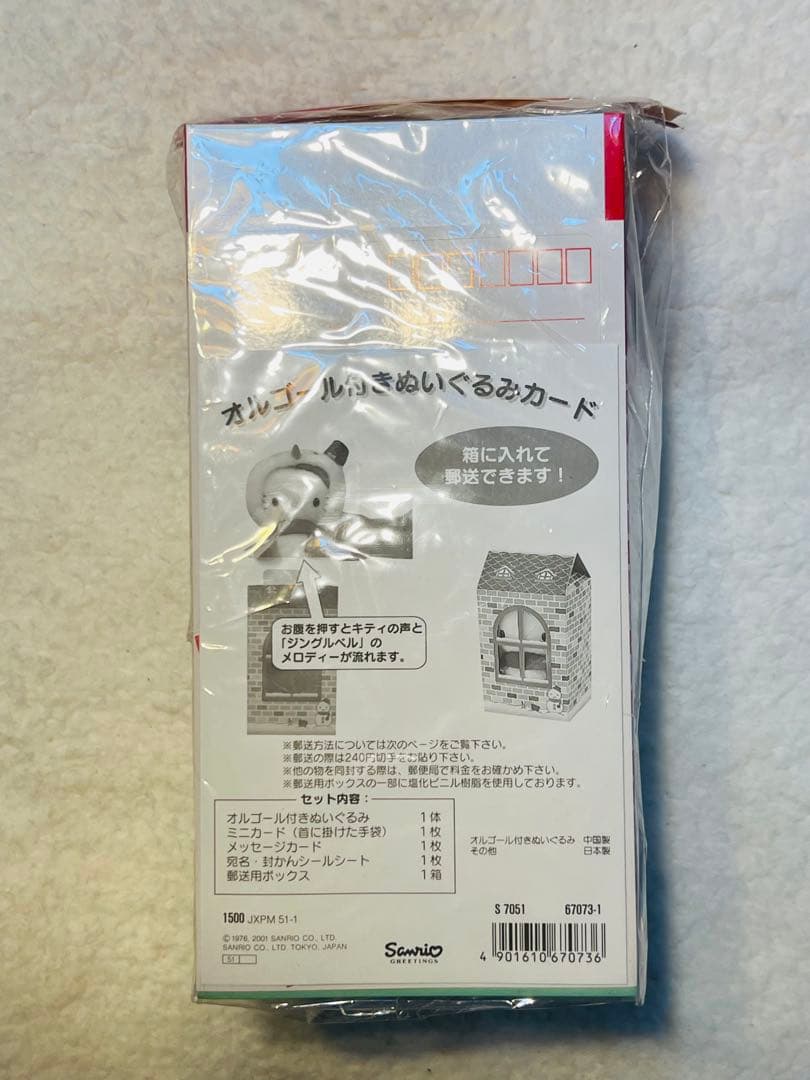 オルゴール付きぬいぐるみカード
箱に入れて
郵送できます！
お腹を押すとキティの声と
「ジングルベル」の
メロディーが流れます。
※郵送方法については次のページをご覧下さい。
※郵送の際は240円切手をお貼り下さい。
※他の物を同封する際は、郵便局で料金をお確かめ下さい。
※郵送用ボックスの一部に塩化ビニル樹脂を使用しております。
セット内容：
オルゴール付きぬいぐるみ 1体
ミニカード（首に掛けた手袋） 1枚
メッセージカード 1枚
宛名・封かんシールシート 1枚
郵送用ボックス 1箱
オルゴール付きぬいぐるみ 中国製
その他 日本製
1500 JXPM 51-1
S 7051 67073-1
© 1976, 2001 SANRIO CO., LTD.
SANRIO CO., LTD. TOKYO, JAPAN
51
Sanrio
GREETINGS
4 901610 670736